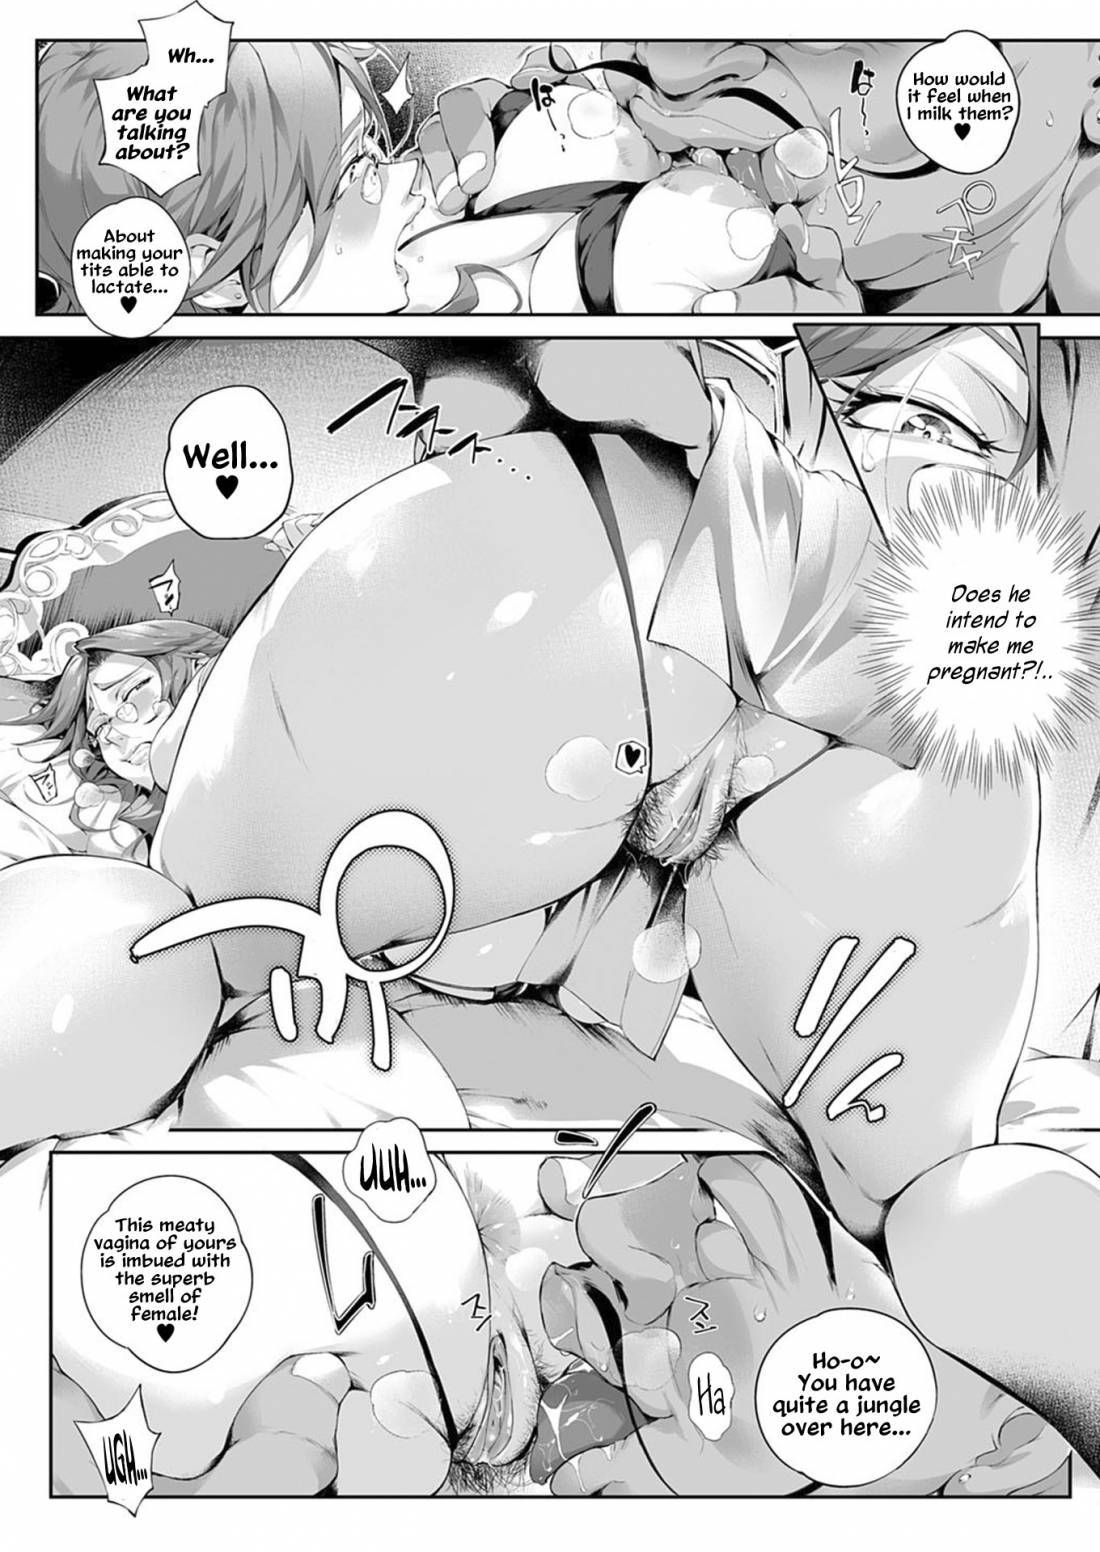 How would
it feel when
I milk them?
♥
Wh...
What
are you
talking
about?
About
making your
tits able to
lactate...
♥
Does he
intend to
make me
pregnant?!..
Well...
♥
UUH...
This meaty
vagina of yours
is imbued with
the superb
smell of
female!
♥
Ho-o~
You have
quite a jungle
over here...
Ha
UGH...